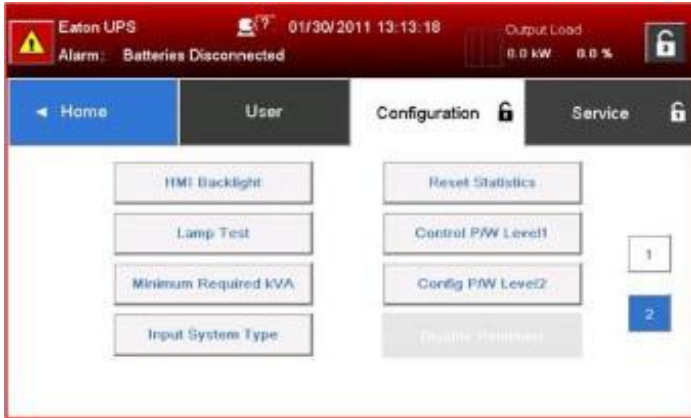 Eaton UPS
01/30/2011 13:13:18
Output Load
Alarm: Batteries Disconnected
0.0 kW 0.0 %
◄ Home
User
Configuration
Service
HMI Backlight
Reset Statistics
Lamp Test
Control P/W Level1
Minimum Required kVA
Config P/W Level2
Input System Type
1
2